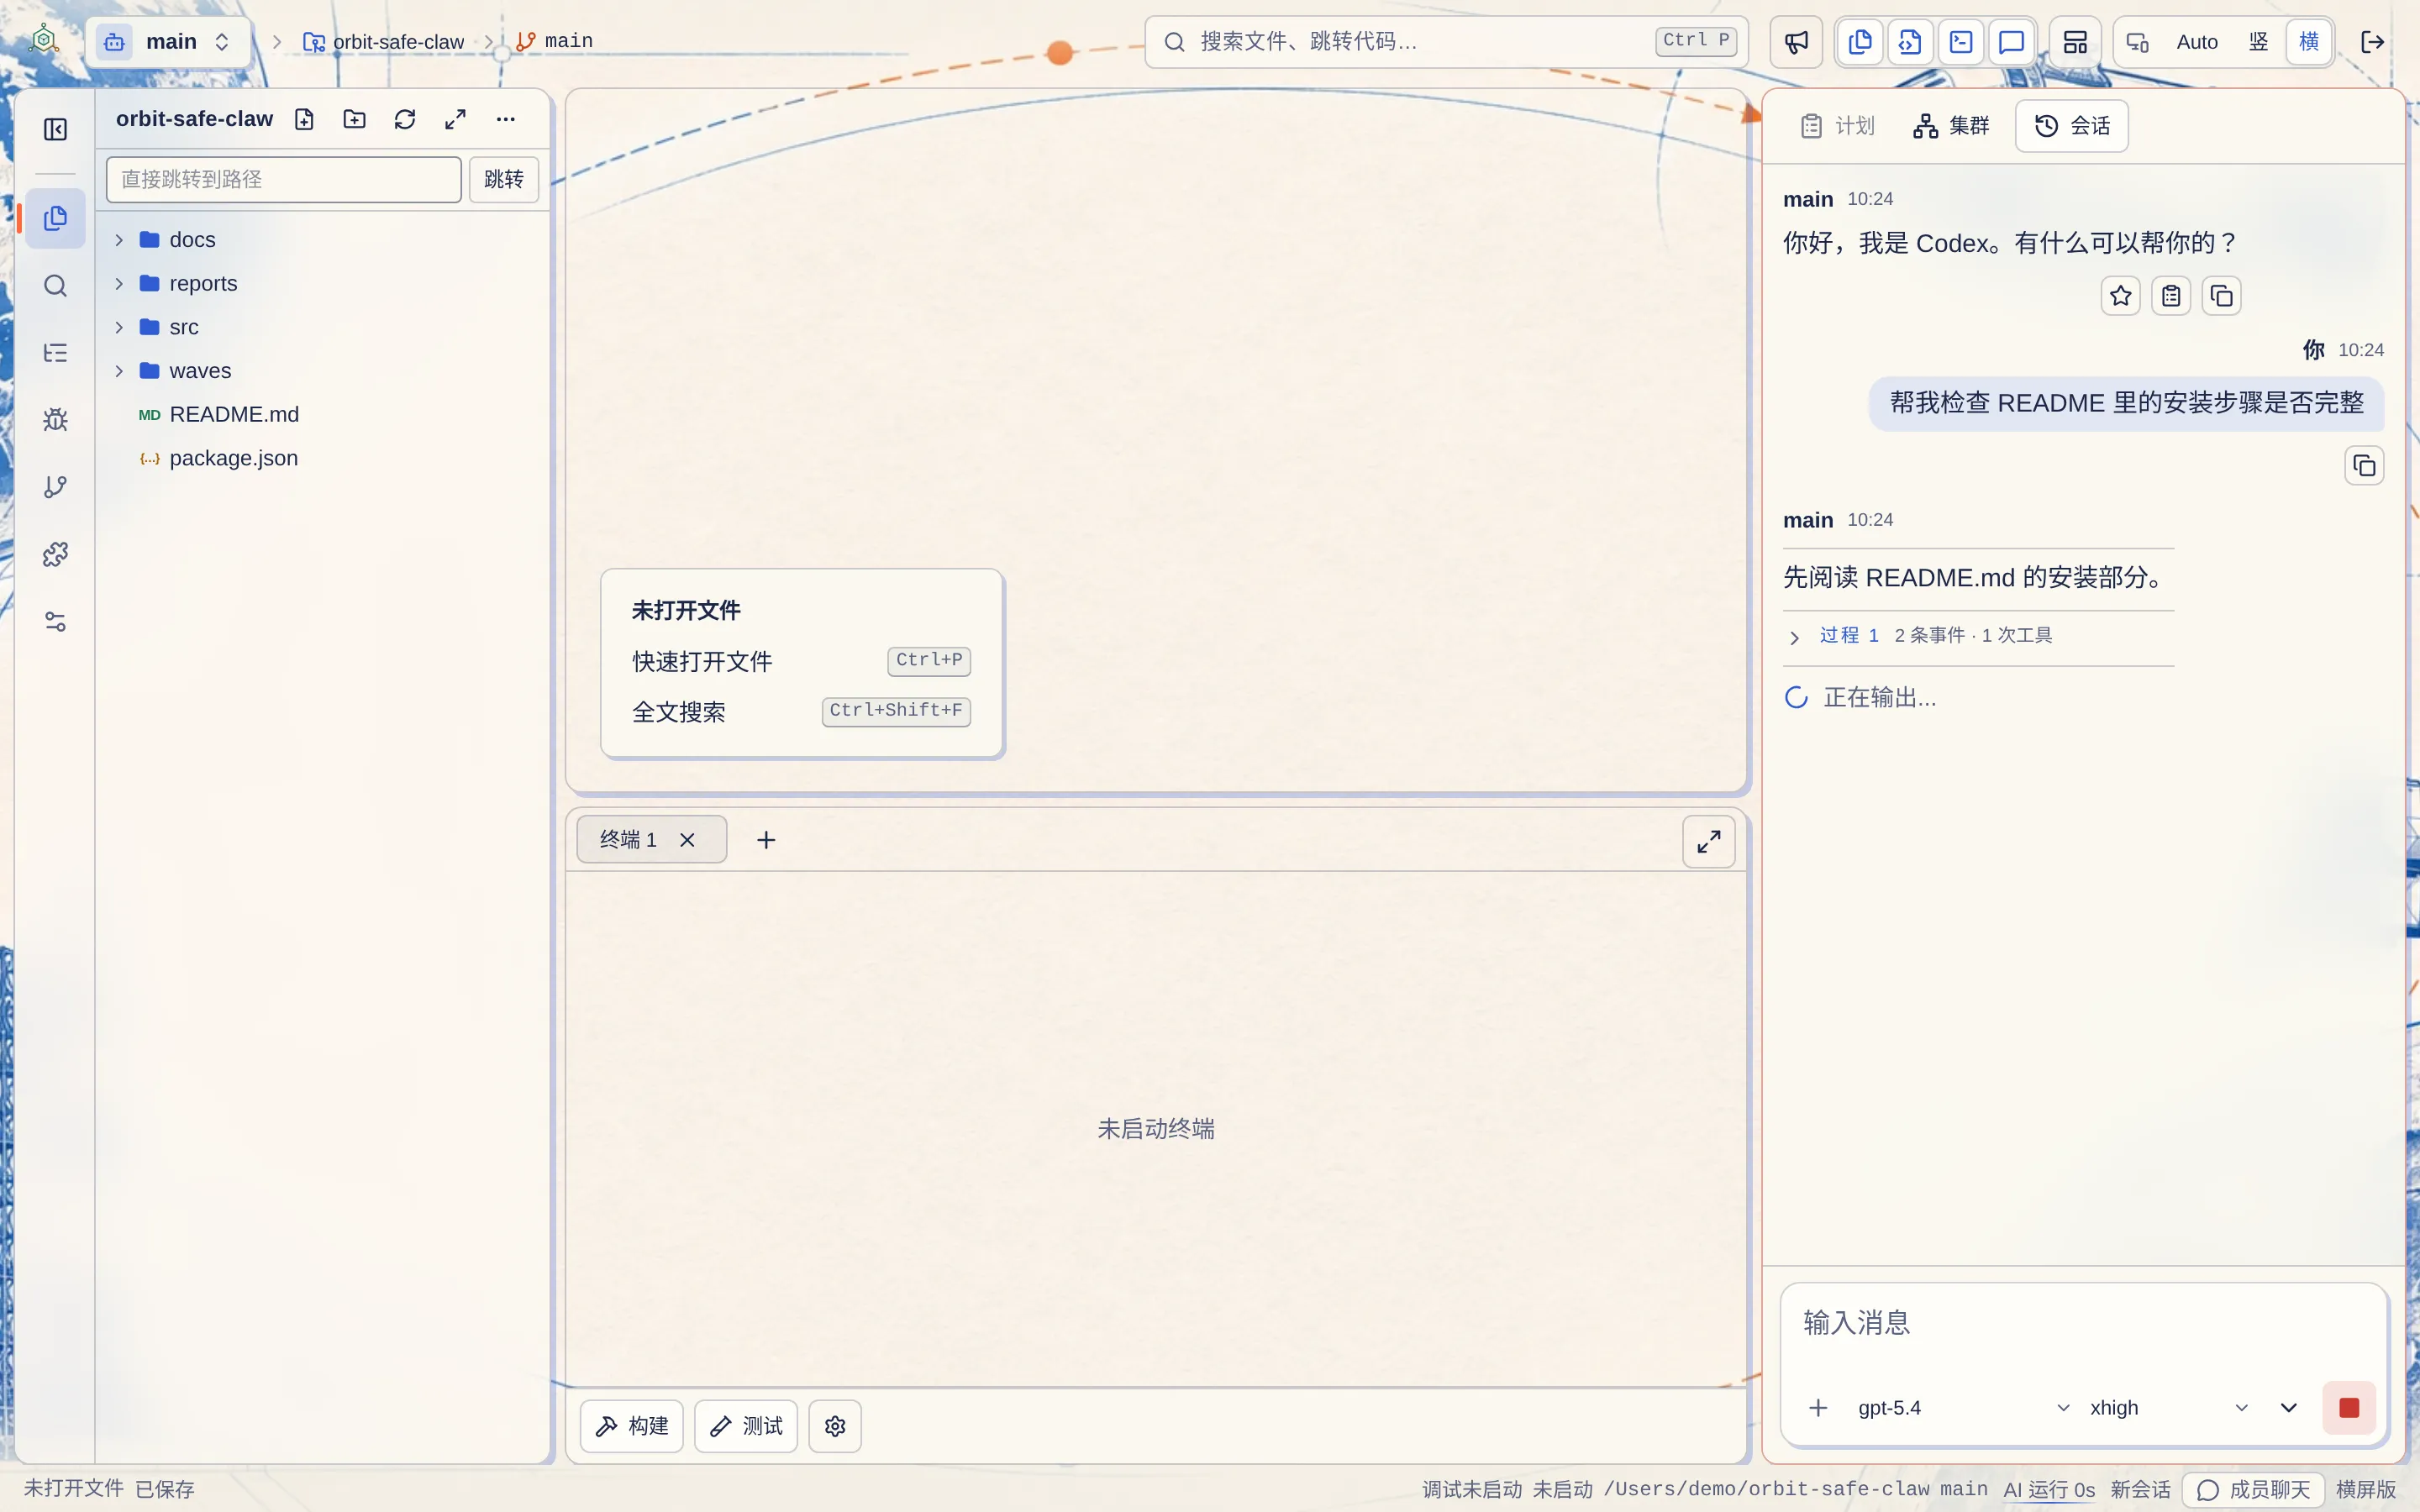 main
orbit-safe-claw
main
搜索文件、跳转代码...
Ctrl P
Auto
竖
横
orbit-safe-claw
直接跳转到路径
跳转
docs
reports
src
waves
MD README.md
{...} package.json
未打开文件
快速打开文件 Ctrl+P
全文搜索 Ctrl+Shift+F
终端 1
未启动终端
构建
测试
计划
集群
会话
main 10:24
你好，我是 Codex。有什么可以帮你的？
你 10:24
帮我检查 README 里的安装步骤是否完整
main 10:24
先阅读 README.md 的安装部分。
过程 1 2 条事件 · 1 次工具
正在输出...
输入消息
gpt-5.4
xhigh
未打开文件 已保存
调试未启动 未启动 /Users/demo/orbit-safe-claw main AI 运行 0s 新会话 成员聊天 横屏版